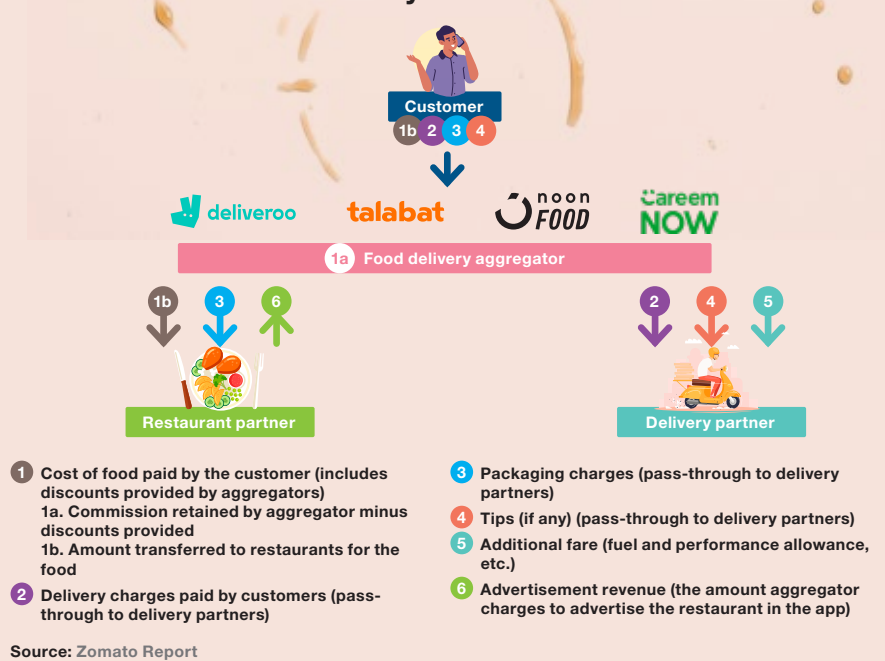 Customer
1b 2 3 4
deliveroo talabat noon FOOD Careem NOW
1a Food delivery aggregator
1b 3 6 2 4 5
Restaurant partner Delivery partner
1 Cost of food paid by the customer (includes
discounts provided by aggregators)
1a. Commission retained by aggregator minus
discounts provided
1b. Amount transferred to restaurants for the
food
2 Delivery charges paid by customers (pass-
through to delivery partners)
3 Packaging charges (pass-through to delivery
partners)
4 Tips (if any) (pass-through to delivery partners)
5 Additional fare (fuel and performance allowance,
etc.)
6 Advertisement revenue (the amount aggregator
charges to advertise the restaurant in the app)
Source: Zomato Report